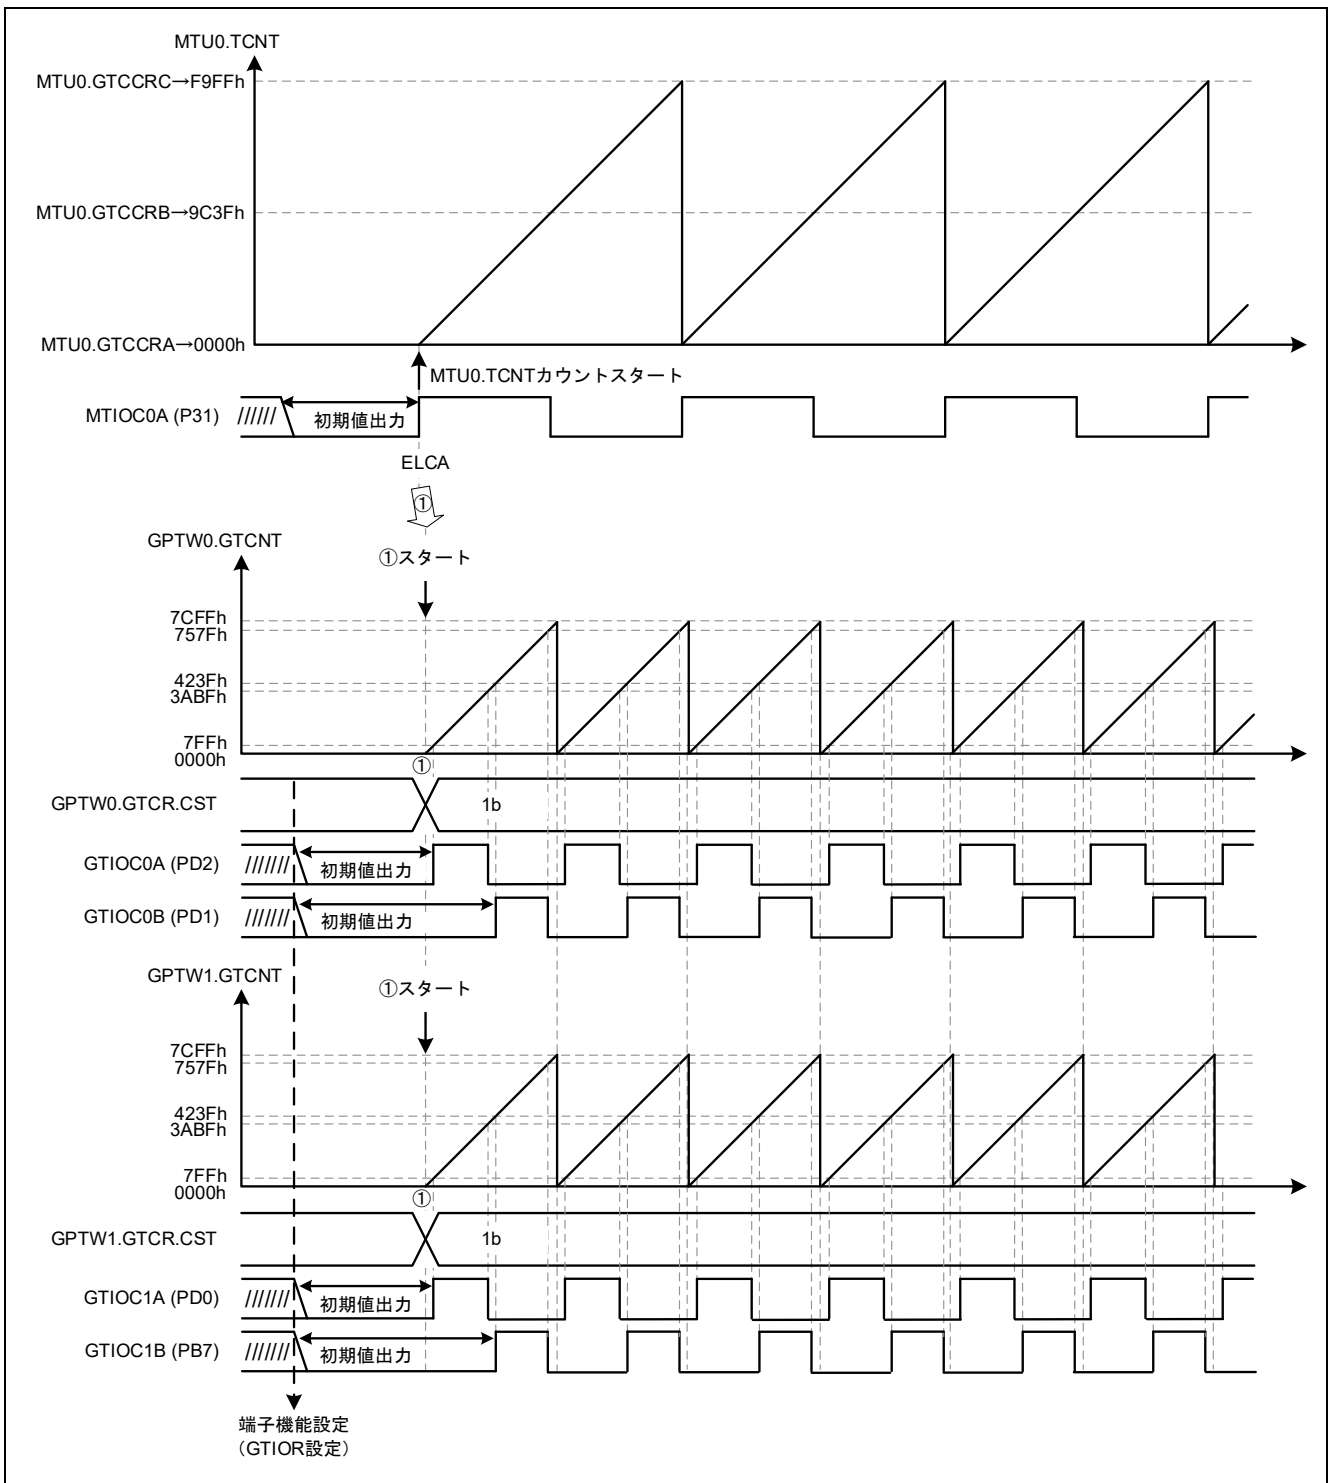 MTU0.TCNT
MTU0.GTCCRC→F9FFh
MTU0.GTCCRB→9C3Fh
MTU0.GTCCRA→0000h
MTU0.TCNTカウントスタート
MTIOC0A (P31)
//////
初期値出力
ELCA
①
GPTW0.GTCNT
①スタート
7CFFh
757Fh
423Fh
3ABFh
7FFh
0000h
①
GPTW0.GTCR.CST
1b
GTIOC0A (PD2)
///////
初期値出力
GTIOC0B (PD1)
///////
初期値出力
GPTW1.GTCNT
①スタート
7CFFh
757Fh
423Fh
3ABFh
7FFh
0000h
①
GPTW1.GTCR.CST
1b
GTIOC1A (PD0)
///////
初期値出力
GTIOC1B (PB7)
///////
初期値出力
端子機能設定
(GTIOR設定)